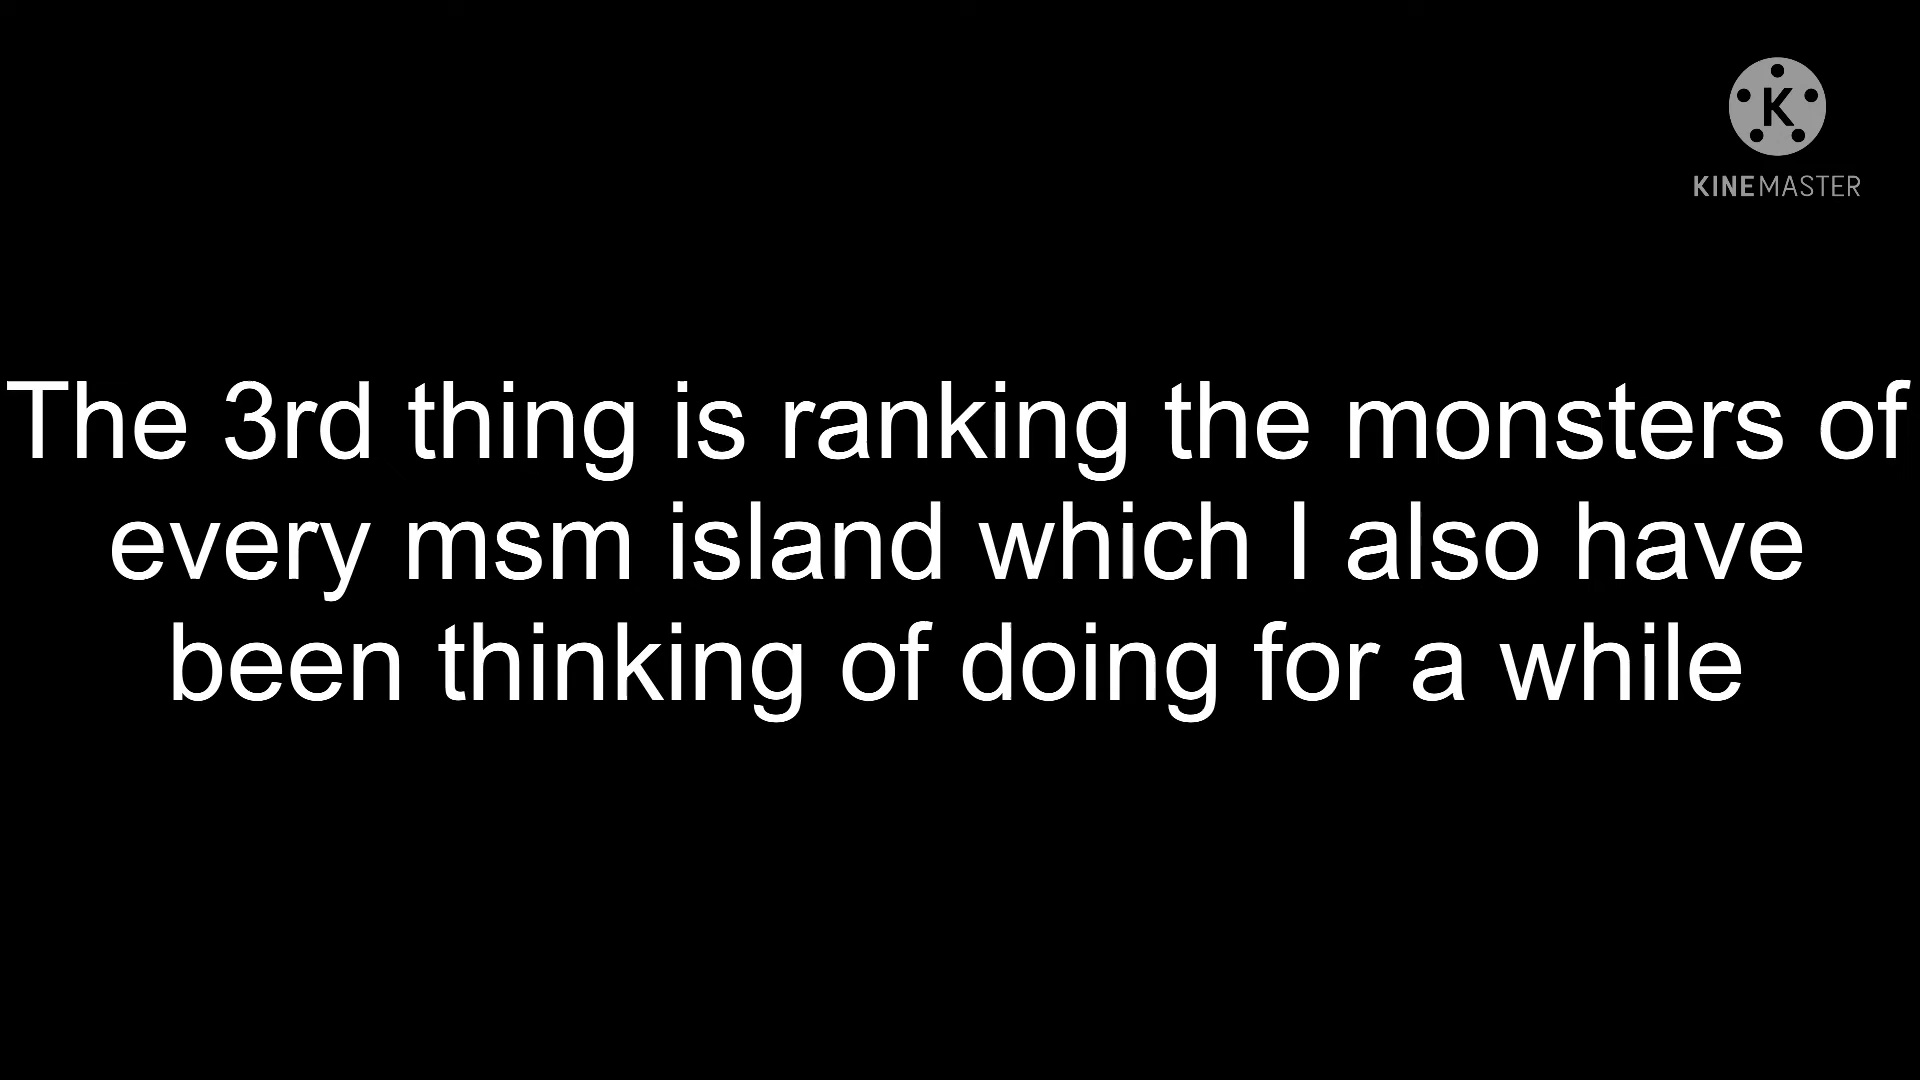 K
KINEMASTER
The 3rd thing is ranking the monsters of
every msm island which I also have
been thinking of doing for a while